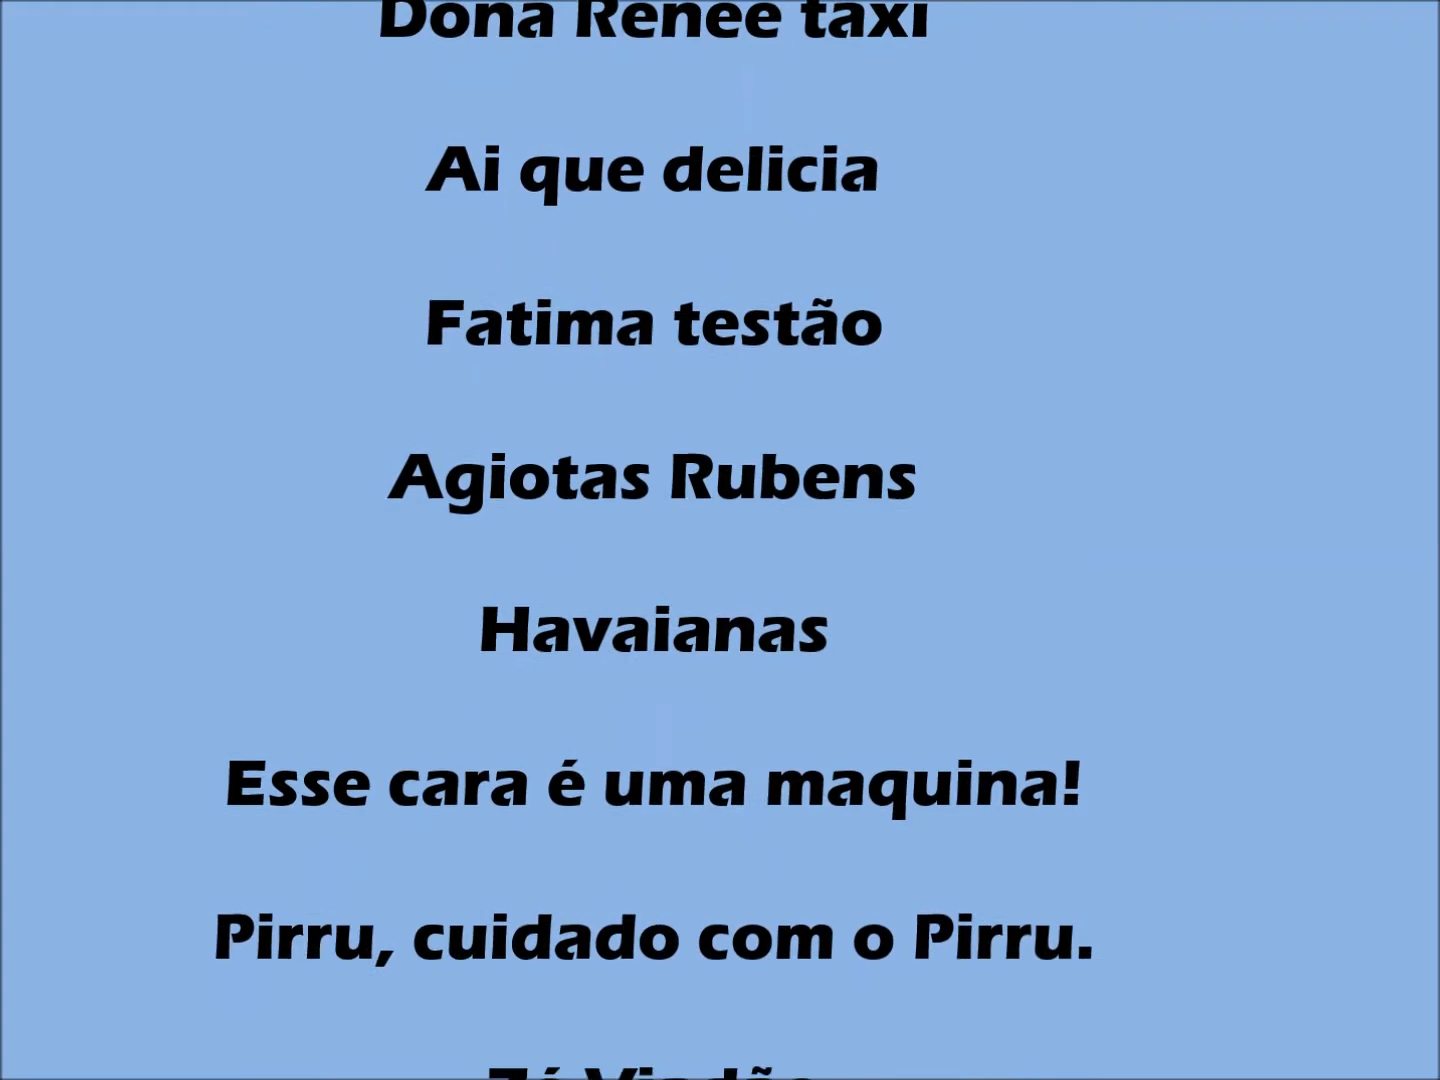 Dona Renee taxi
Ai que delicia
Fatima testão
Agiotas Rubens
Havaianas
Esse cara é uma maquina!
Pirru, cuidado com o Pirru.